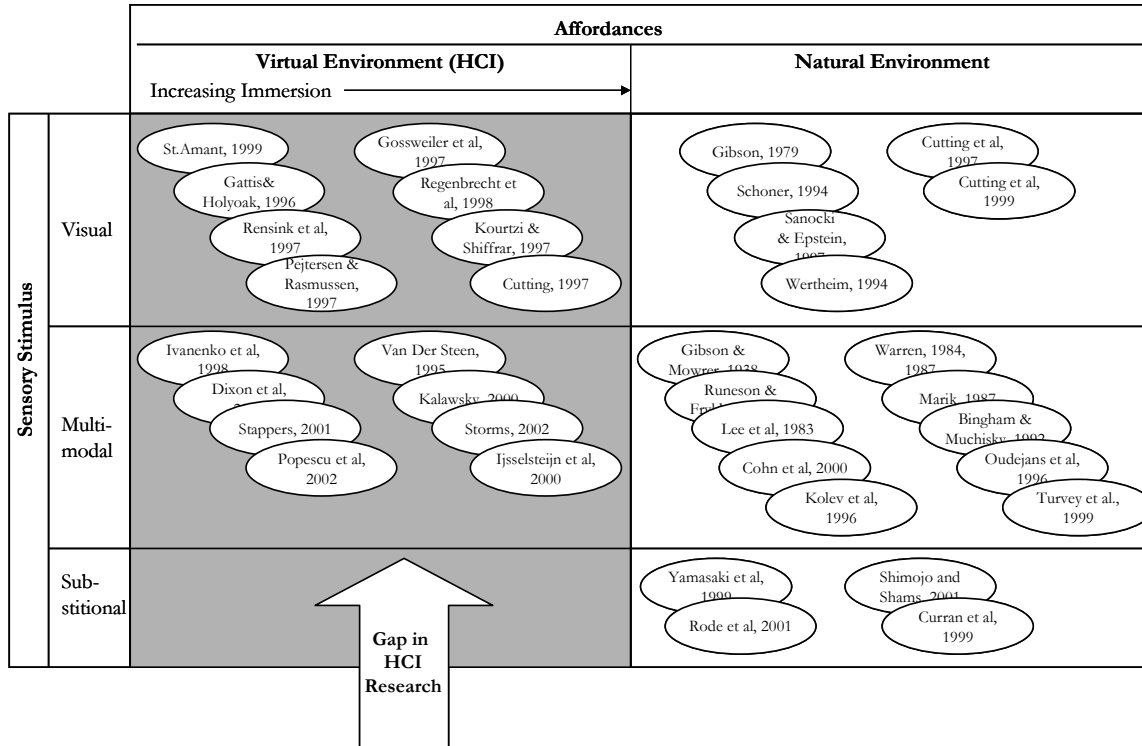 Affordances
Virtual Environment (HCI)
Natural Environment
Increasing Immersion
Sensory Stimulus
Visual
St.Amant, 1999
Gattis&
Holyoak, 1996
Rensink et al,
1997
Pejtersen &
Rasmussen,
1997
Gossweiler et al,
1997
Regenbrecht et
al, 1998
Kourtzi &
Shiffrar, 1997
Cutting, 1997
Gibson, 1979
Schoner, 1994
Sanocki
& Epstein,
1997
Wertheim, 1994
Cutting et al,
1997
Cutting et al,
1999
Multi-
modal
Ivanenko et al,
1998
Dixon et al,
Stappers, 2001
Popescu et al,
2002
Van Der Steen,
1995
Kalawsky, 2000
Storms, 2002
Ijsselsteijn et al,
2000
Gibson &
Mowrer, 1938
Runeson &
Lee et al, 1983
Cohn et al, 2000
Kolev et al,
1996
Warren, 1984,
1987
Marik, 1987
Bingham &
Muchisky, 1992
Oudejans et al,
1996
Turvey et al.,
1999
Sub-
stitional
Gap in
HCI
Research
Yamasaki et al,
1999
Rode et al, 2001
Shimojo and
Shams, 2001
Curran et al,
1999